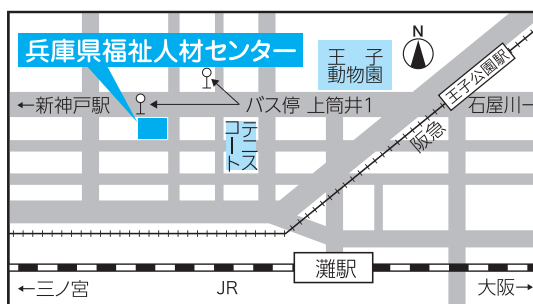 兵庫県福祉人材センター
王子
動物園
N
王子公園駅
←新神戸駅
バス停 上筒井1
石屋川
テニス
コート
阪急
灘駅
←三ノ宮
JR
大阪→